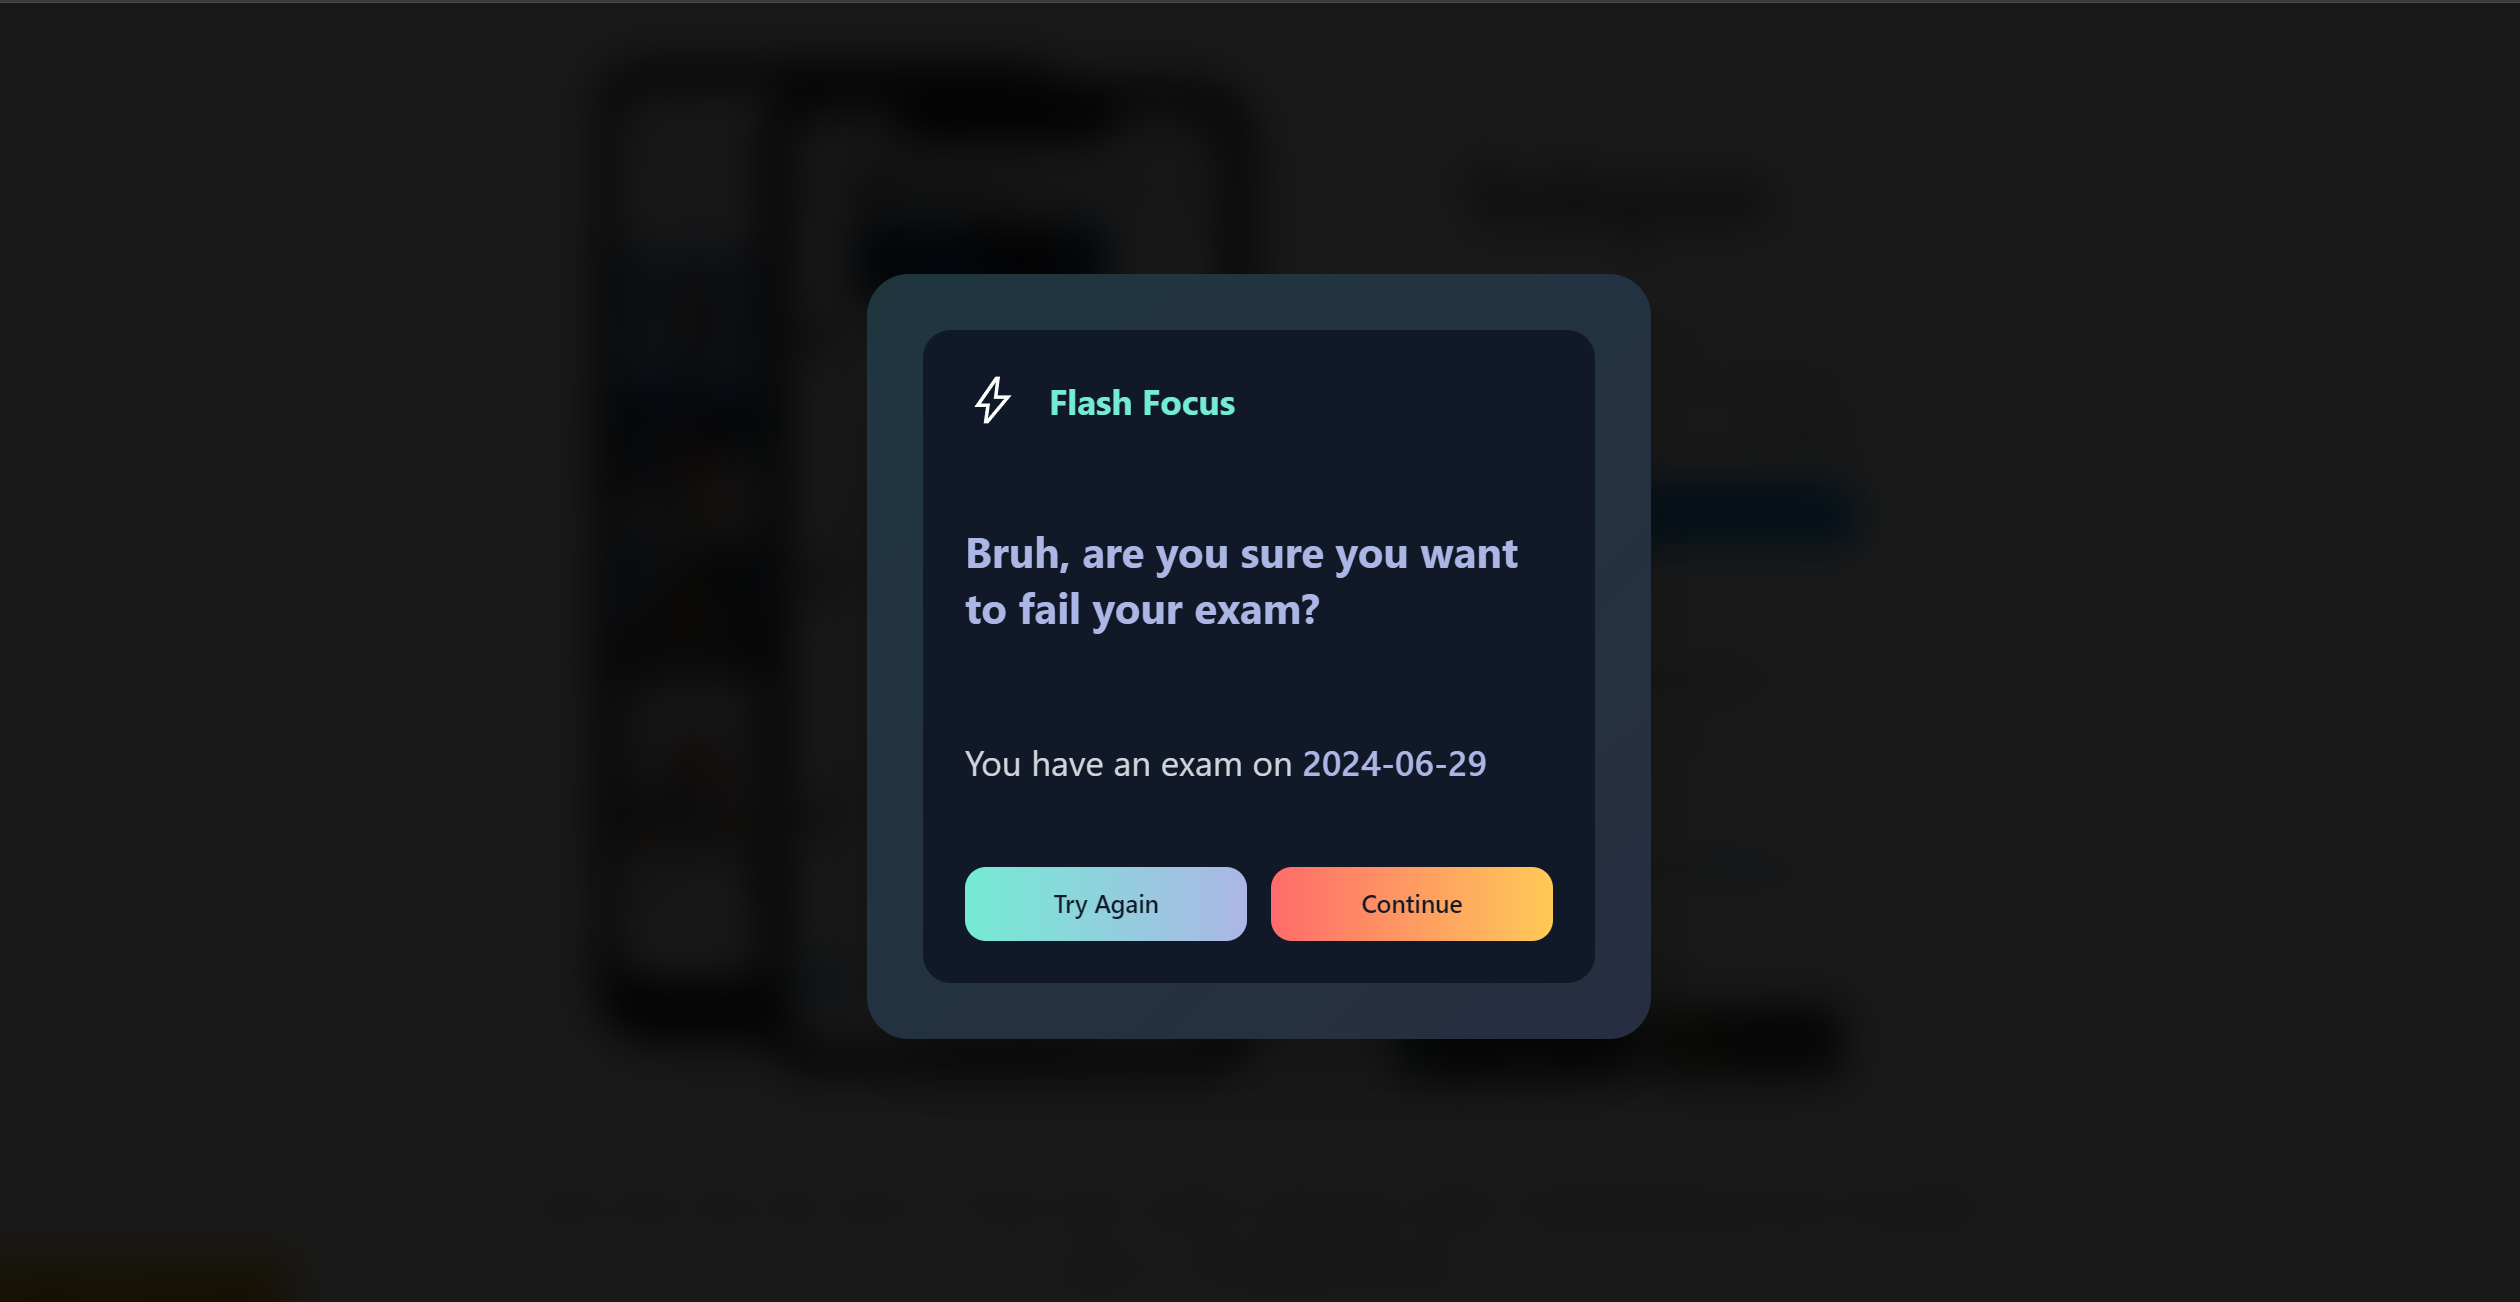 Flash Focus
Bruh, are you sure you want
to fail your exam?
You have an exam on 2024-06-29
Try Again
Continue